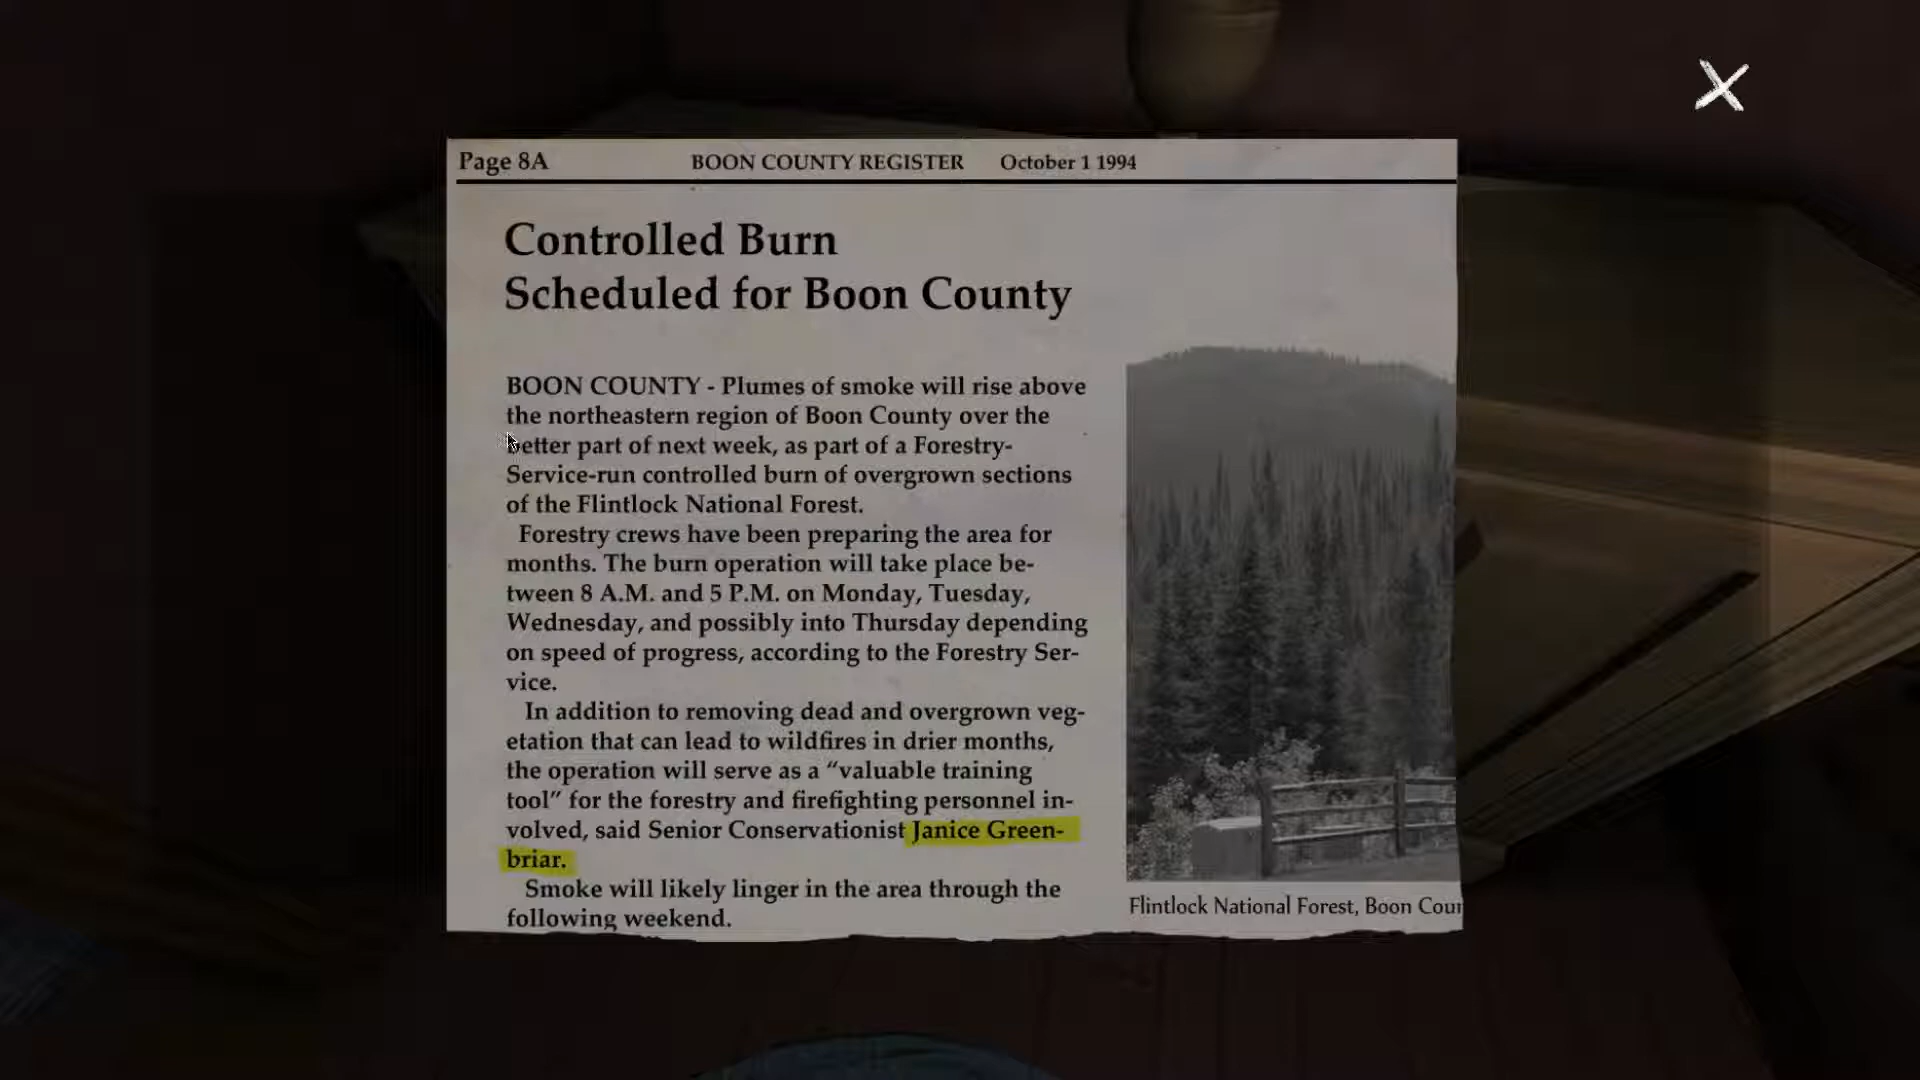 Page 8A BOON COUNTY REGISTER October 1 1994
Controlled Burn
Scheduled for Boon County
BOON COUNTY - Plumes of smoke will rise above
the northeastern region of Boon County over the
better part of next week, as part of a Forestry-
Service-run controlled burn of overgrown sections
of the Flintlock National Forest.
Forestry crews have been preparing the area for
months. The burn operation will take place be-
tween 8 A.M. and 5 P.M. on Monday, Tuesday,
Wednesday, and possibly into Thursday depending
on speed of progress, according to the Forestry Ser-
vice.
In addition to removing dead and overgrown veg-
etation that can lead to wildfires in drier months,
the operation will serve as a “valuable training
tool” for the forestry and firefighting personnel in-
volved, said Senior Conservationist Janice Green-
briar.
Smoke will likely linger in the area through the
following weekend.
Flintlock National Forest, Boon Coun